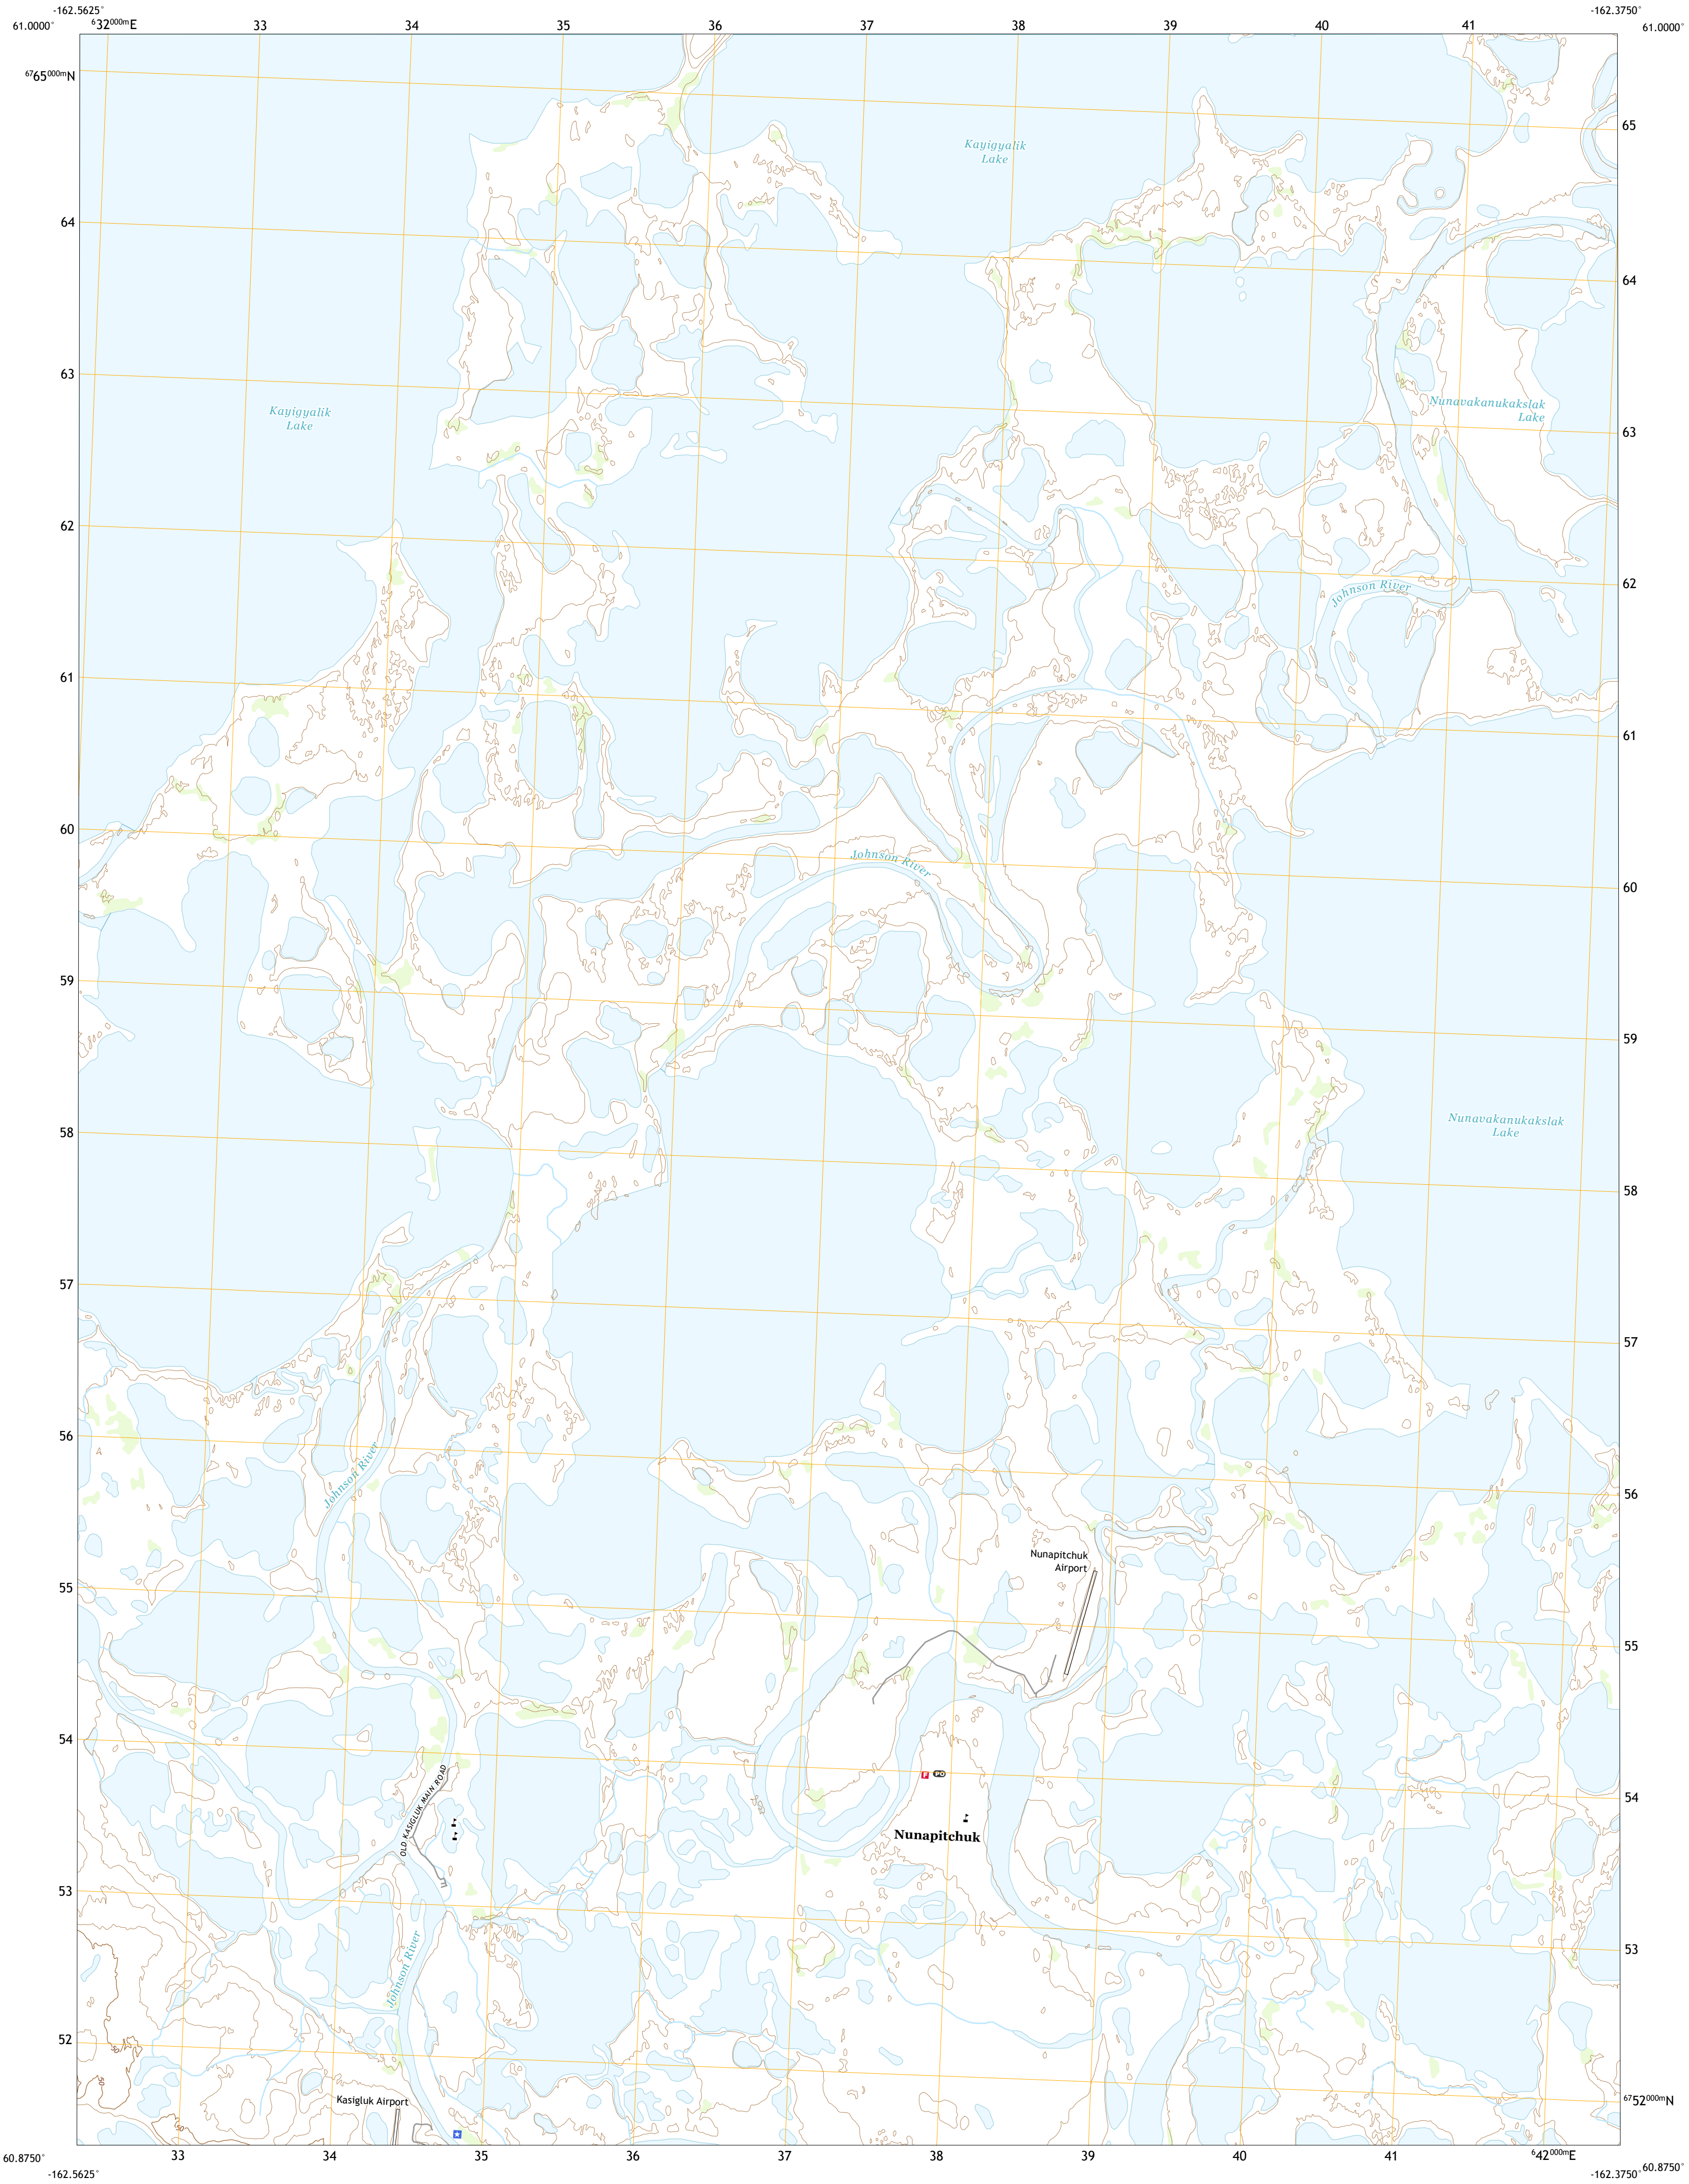 -162.5625°
-162.3750°
61.0000°
⁶32⁰⁰⁰ᵐE
33
34
35
36
37
38
39
40
41
61.0000°
⁶⁷65⁰⁰⁰ᵐN
65
Kayigyalik
Lake
64
64
63
Nunavakanukakslak
Lake
Kayigyalik
Lake
63
62
62
Johnson River
61
61
60
Johnson River
60
59
59
Nunavakanukakslak
Lake
58
58
57
57
56
Johnson River
56
Nunapitchuk
Airport
55
55
54
F
PO
OLD KASIGLUK MAIN ROAD
54
Nunapitchuk
53
53
Johnson River
52
50
50
Kasigluk Airport
⁶⁷52⁰⁰⁰ᵐN
50
60.8750°
33
34
35
36
37
38
39
40
41
⁶42⁰⁰⁰ᵐE
60.8750°
-162.5625°
-162.3750°